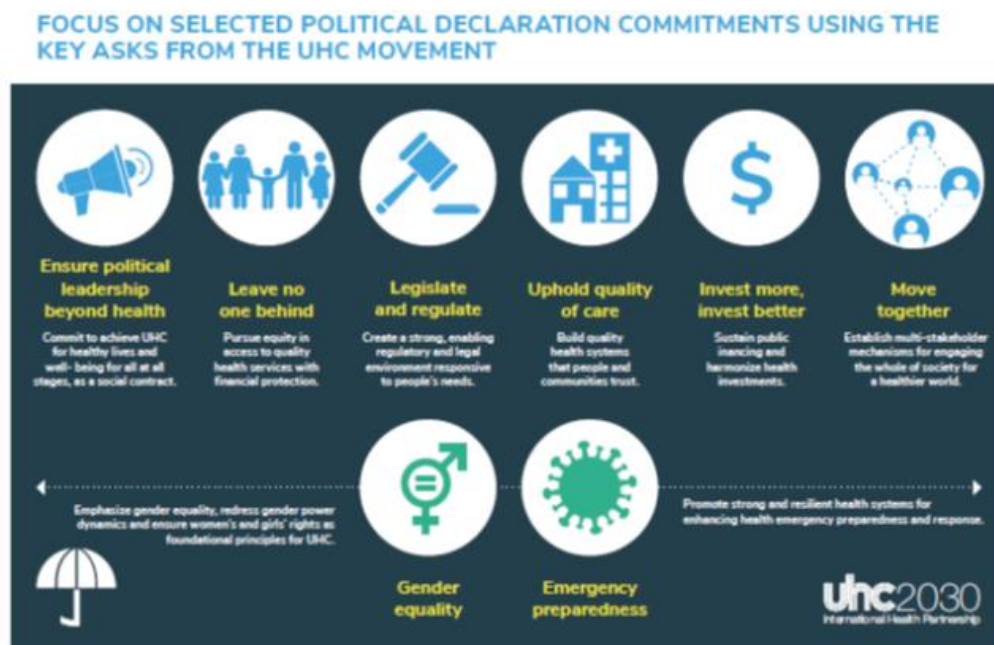 FOCUS ON SELECTED POLITICAL DECLARATION COMMITMENTS USING THE
KEY ASKS FROM THE UHC MOVEMENT
Ensure political
leadership
beyond health
Commit to achieve UHC
for healthy lives and
well- being for all at all
stages, as a social contract.
Leave no
one behind
Pursue equity in
access to quality
health services with
financial protection.
Legislate
and regulate
Create a strong, enabling
regulatory and legal
environment responsive
to people's needs.
Uphold quality
of care
Build quality
health systems
that people and
communities trust.
Invest more,
invest better
Sustain public
inancing and
harmonize health
investments.
Move
together
Establish multi-stakeholder
mechanisms for engaging
the whole of society for
a healthier world.
Emphasize gender equality, redress gender power
dynamics and ensure women's and girls' rights as
foundational principles for UHC.
Gender
equality
Emergency
preparedness
Promote strong and resilient health systems for
enhancing health emergency preparedness and response.
uhc2030
International Health Partnership